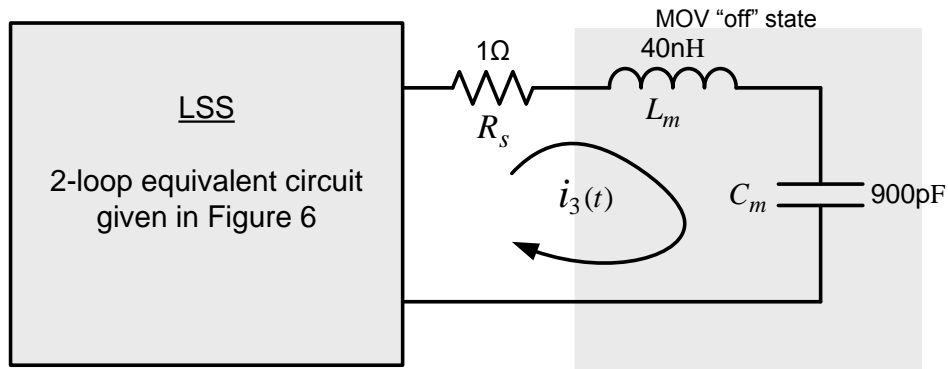 LSS
2-loop equivalent circuit
given in Figure 6
1Ω
R_s
MOV “off” state
40nH
L_m
i_3(t)
C_m
900pF